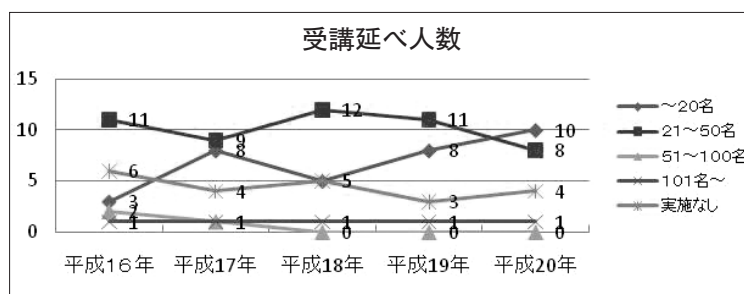 受講延べ人数
15
10
5
0
11 9 12 11 8
3 8 5 8 10
6 4 5 3 4
2 1 0 0 0
1 1 1 1 1
平成16年 平成17年 平成18年 平成19年 平成20年
～20名
21～50名
51～100名
101名～
実施なし